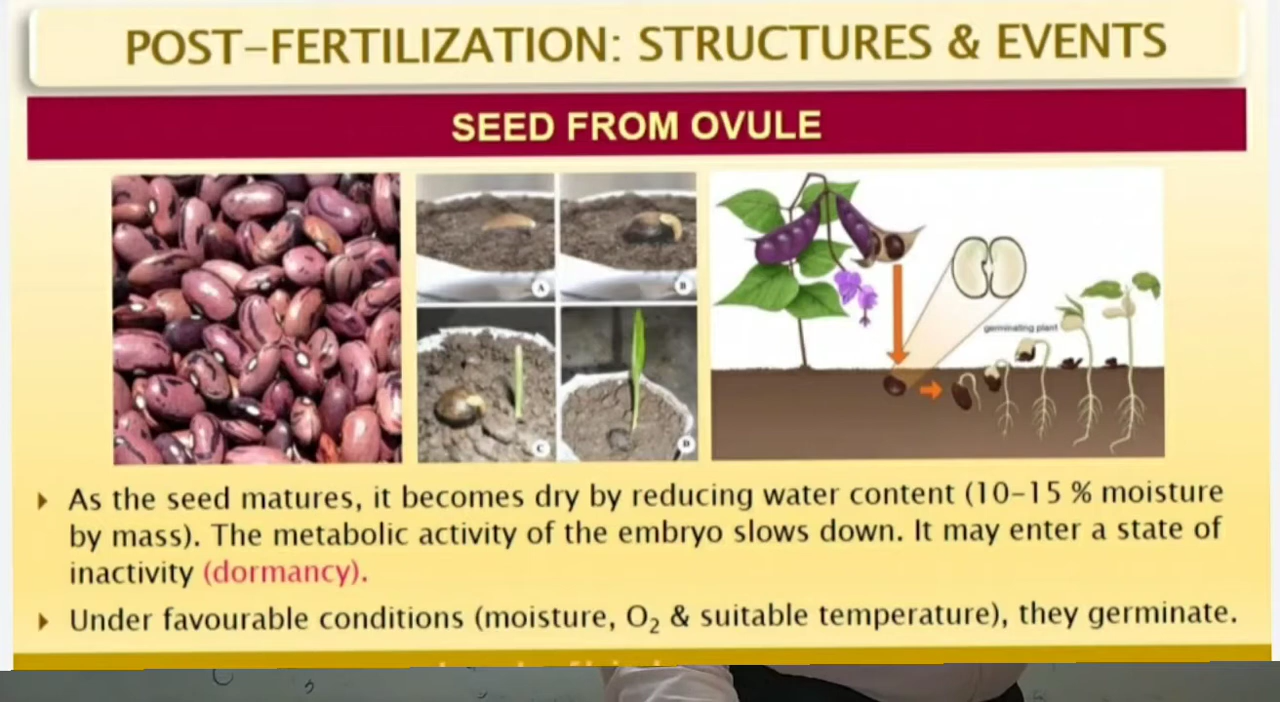 POST-FERTILIZATION: STRUCTURES & EVENTS
SEED FROM OVULE
A
B
C
D
germinating plant
▸ As the seed matures, it becomes dry by reducing water content (10–15 % moisture
by mass). The metabolic activity of the embryo slows down. It may enter a state of
inactivity (dormancy).
▸ Under favourable conditions (moisture, O₂ & suitable temperature), they germinate.